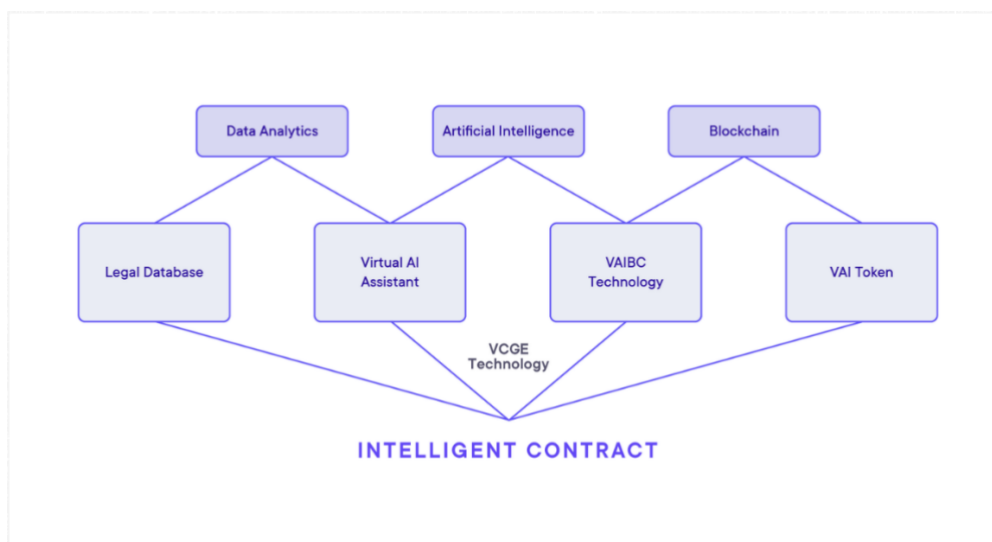 Data Analytics
Artificial Intelligence
Blockchain
Legal Database
Virtual AI
Assistant
VAIBC
Technology
VAI Token
VCGE
Technology
INTELLIGENT CONTRACT